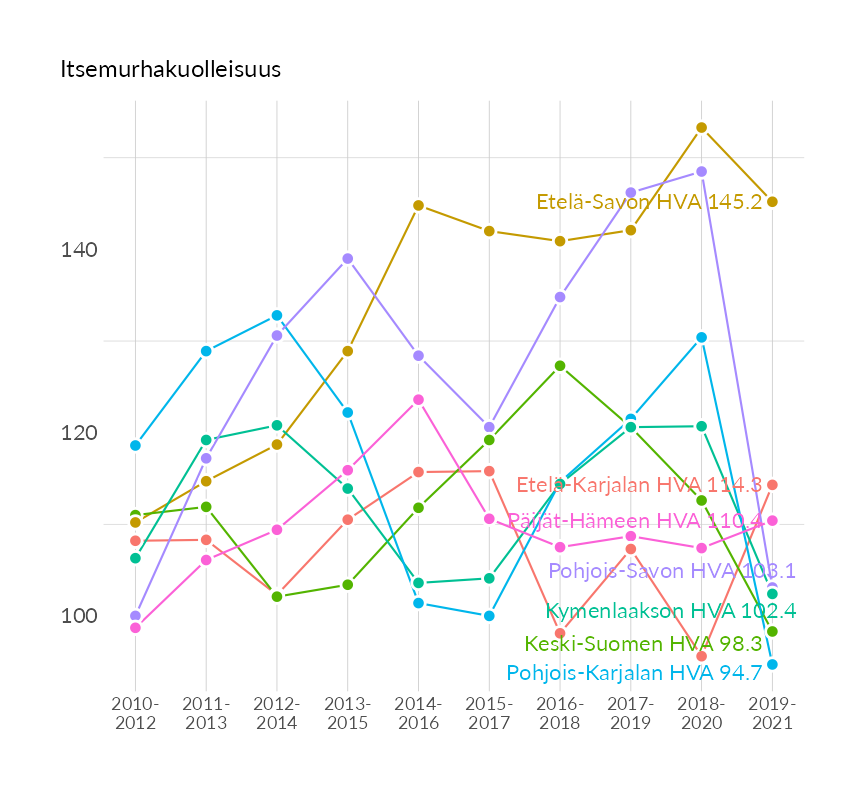 Itsemurhakuolleisuus
Etelä-Savon HVA 145.2
140
120
Etelä-Karjalan HVA 114.3
Päijät-Hämeen HVA 110.4
Pohjois-Savon HVA 103.1
Kymenlaakson HVA 102.4
100
Keski-Suomen HVA 98.3
Pohjois-Karjalan HVA 94.7
2010-
2012
2011-
2013
2012-
2014
2013-
2015
2014-
2016
2015-
2017
2016-
2018
2017-
2019
2018-
2020
2019-
2021